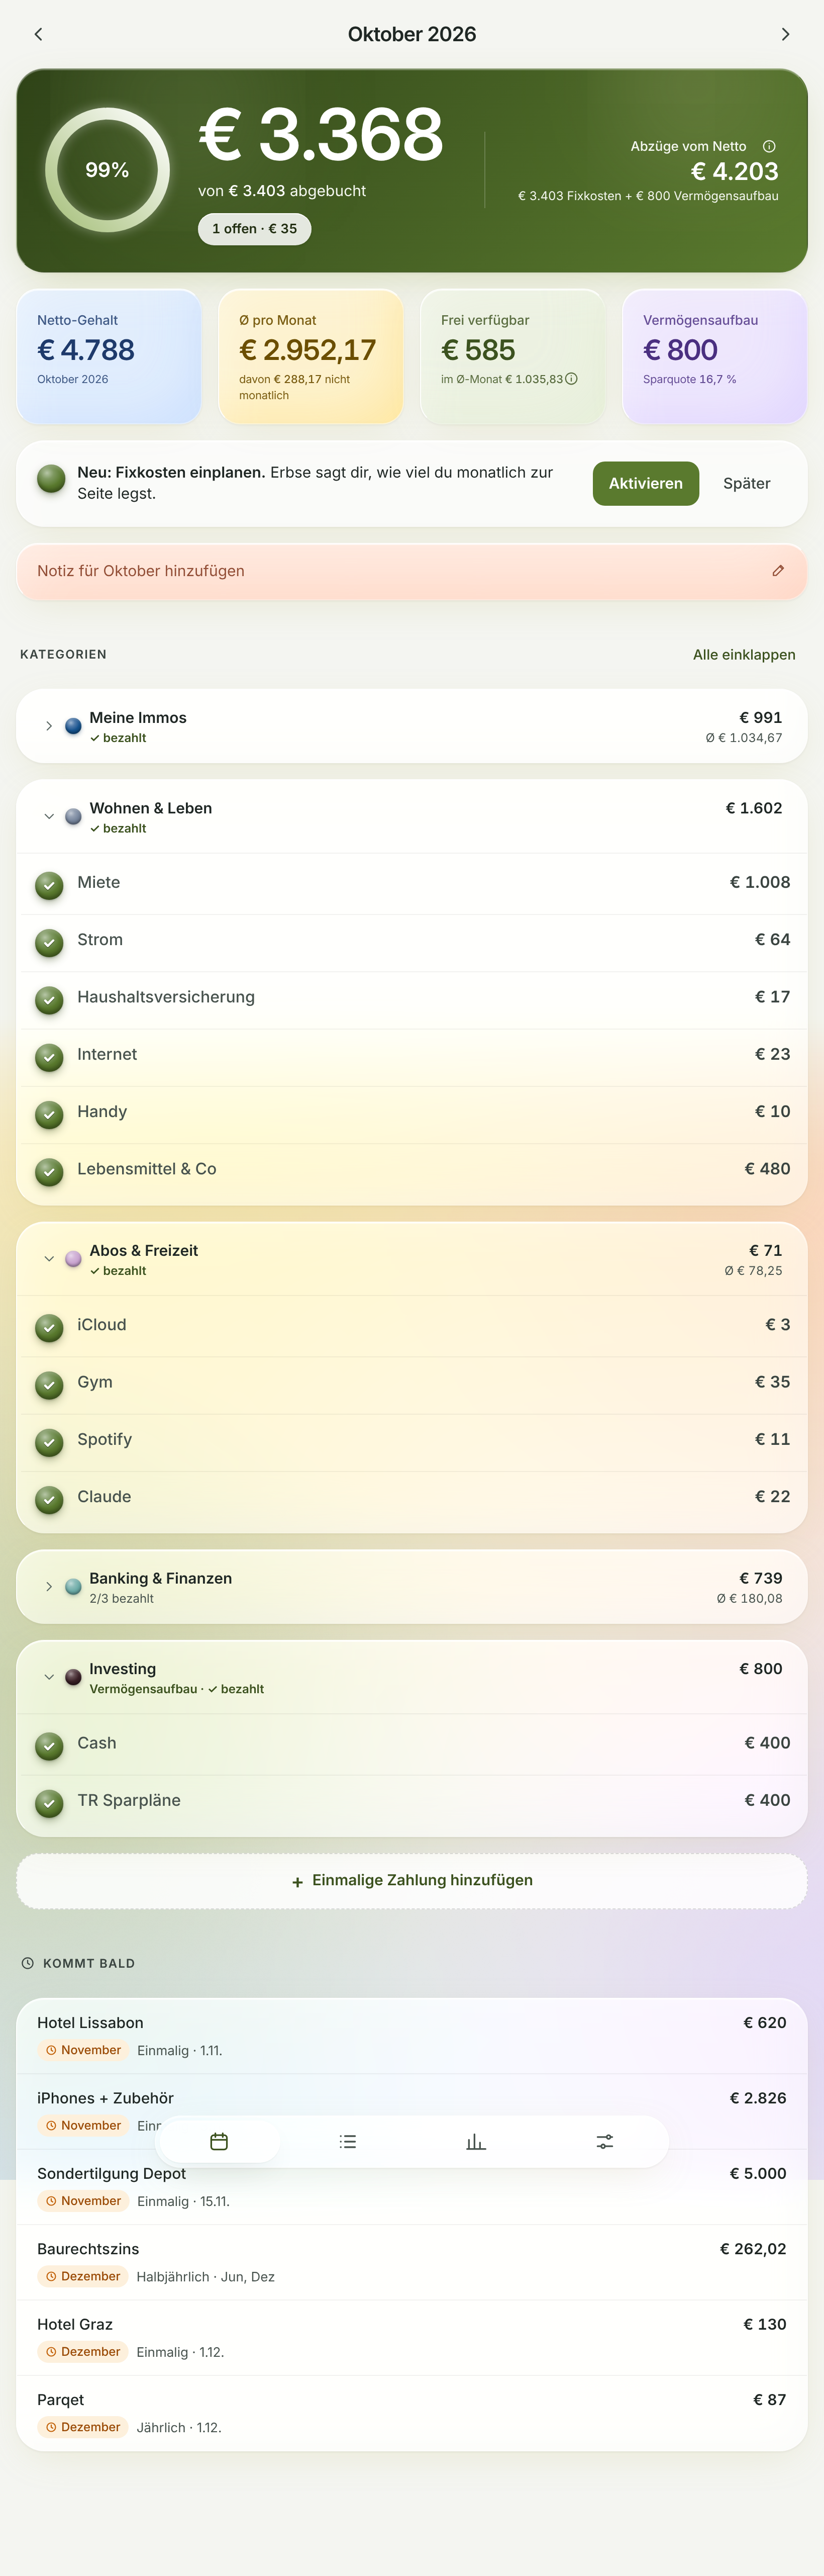 Oktober 2026
99%
€ 3.368
von € 3.403 abgebucht
1 offen · € 35
Abzüge vom Netto
€ 4.203
€ 3.403 Fixkosten + € 800 Vermögensaufbau
Netto-Gehalt
€ 4.788
Oktober 2026
Ø pro Monat
€ 2.952,17
davon € 288,17 nicht
monatlich
Frei verfügbar
€ 585
im Ø-Monat € 1.035,83
Vermögensaufbau
€ 800
Sparquote 16,7 %
Neu: Fixkosten einplanen. Erbse sagt dir, wie viel du monatlich zur
Seite legst.
Aktivieren
Später
Notiz für Oktober hinzufügen
KATEGORIEN
Alle einklappen
Meine Immos
€ 991
✓ bezahlt
Ø € 1.034,67
Wohnen & Leben
€ 1.602
✓ bezahlt
Miete
€ 1.008
Strom
€ 64
Haushaltsversicherung
€ 17
Internet
€ 23
Handy
€ 10
Lebensmittel & Co
€ 480
Abos & Freizeit
€ 71
✓ bezahlt
Ø € 78,25
iCloud
€ 3
Gym
€ 35
Spotify
€ 11
Claude
€ 22
Banking & Finanzen
€ 739
2/3 bezahlt
Ø € 180,08
Investing
€ 800
Vermögensaufbau · ✓ bezahlt
Cash
€ 400
TR Sparpläne
€ 400
+ Einmalige Zahlung hinzufügen
KOMMT BALD
Hotel Lissabon
€ 620
November Einmalig · 1.11.
iPhones + Zubehör
€ 2.826
November
Sondertilgung Depot
€ 5.000
November Einmalig · 15.11.
Baurechtszins
€ 262,02
Dezember Halbjährlich · Jun, Dez
Hotel Graz
€ 130
Dezember Einmalig · 1.12.
Parqet
€ 87
Dezember Jährlich · 1.12.